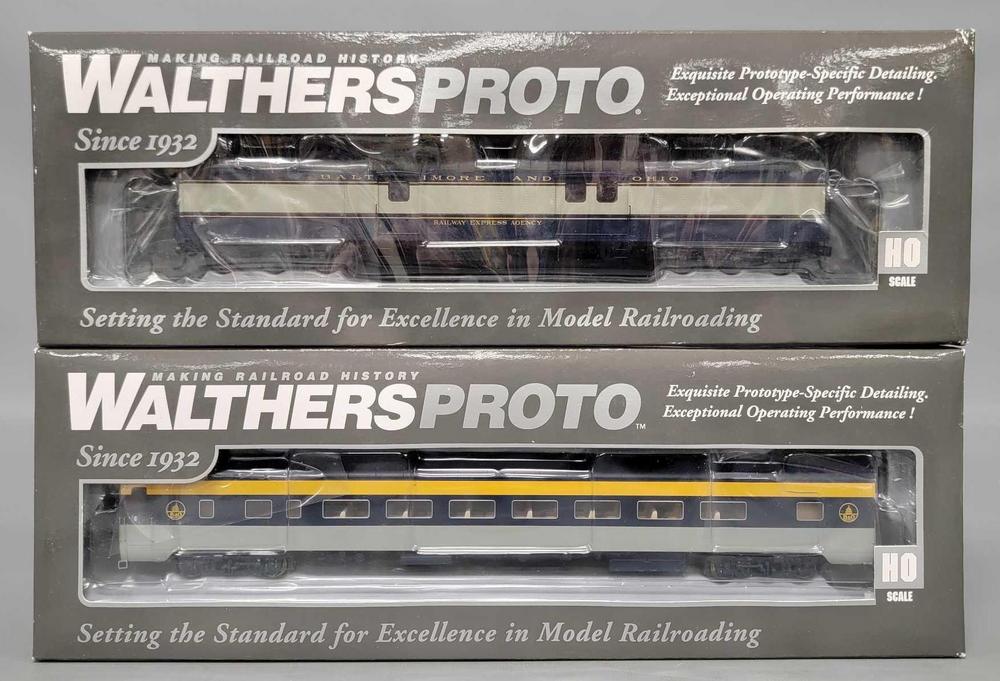 MAKING RAILROAD HISTORY
WALTHERSPROTO®
Exquisite Prototype-Specific Detailing.
Exceptional Operating Performance !
Since 1932
BALTIMORE AND OHIO
RAILWAY EXPRESS AGENCY
HO
SCALE
Setting the Standard for Excellence in Model Railroading
MAKING RAILROAD HISTORY
WALTHERSPROTO™
Exquisite Prototype-Specific Detailing.
Exceptional Operating Performance !
Since 1932
HO
SCALE
Setting the Standard for Excellence in Model Railroading